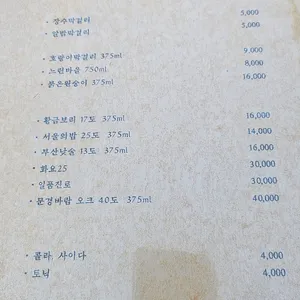 · 장수막걸리 5,000
· 알밤막걸리 5,000
· 호랑이막걸리 375ml 9,000
· 느린마을 750ml 8,000
· 붉은원숭이 375ml 16,000
· 황금보리 17도 375ml 16,000
· 서울의밤 25도 375ml 14,000
· 부산낫술 13도 375ml 16,000
· 화요25 30,000
· 일품진로 30,000
· 문경바람 오크 40도 375ml 40,000
· 콜라 사이다 4,000
· 토닉 4,000